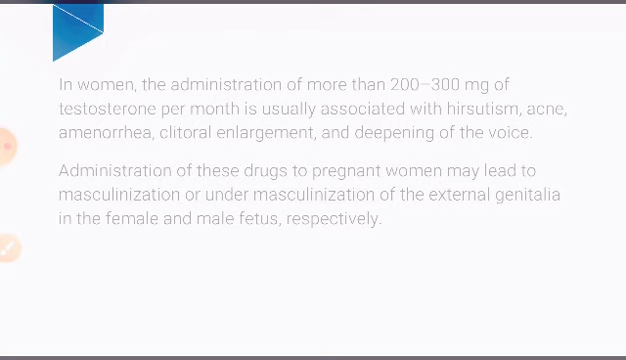 In women, the administration of more than 200–300 mg of
testosterone per month is usually associated with hirsutism, acne,
amenorrhea, clitoral enlargement, and deepening of the voice.
Administration of these drugs to pregnant women may lead to
masculinization or under masculinization of the external genitalia
in the female and male fetus, respectively.